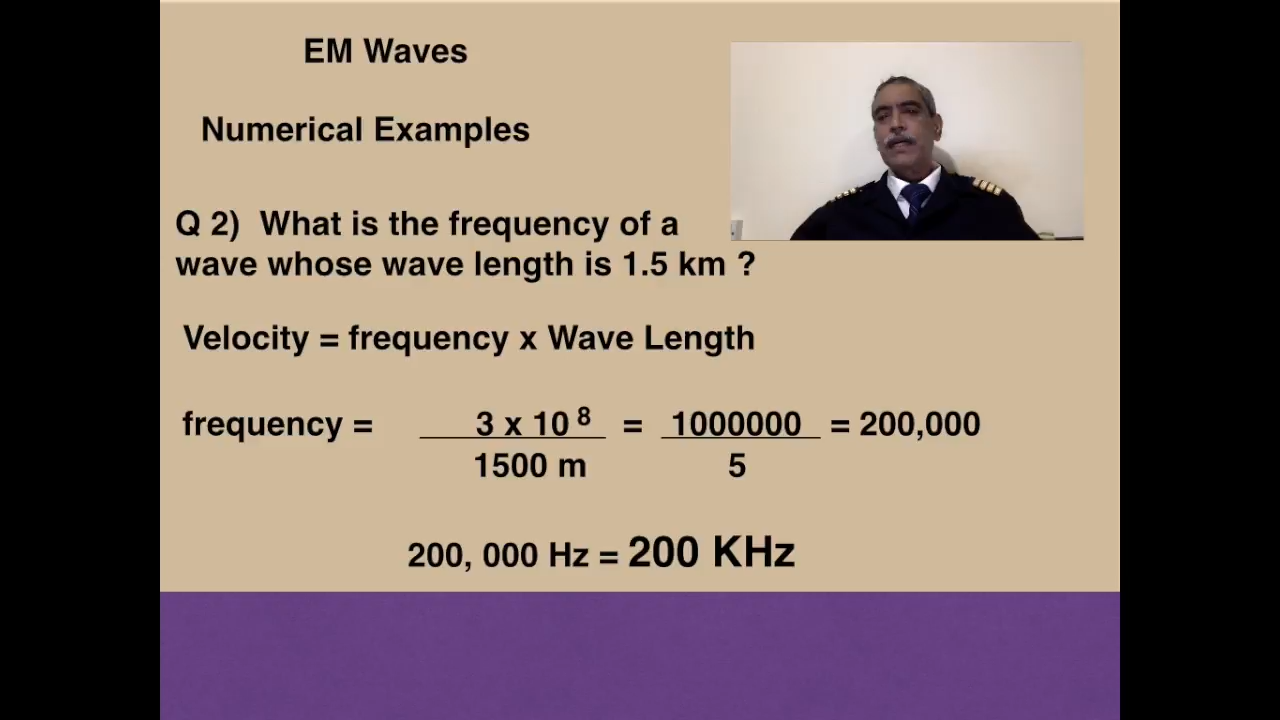 EM Waves
Numerical Examples
Q 2) What is the frequency of a
wave whose wave length is 1.5 km ?
Velocity = frequency x Wave Length
frequency = 3 x 10 8 = 1000000 = 200,000
1500 m 5
200, 000 Hz = 200 KHz